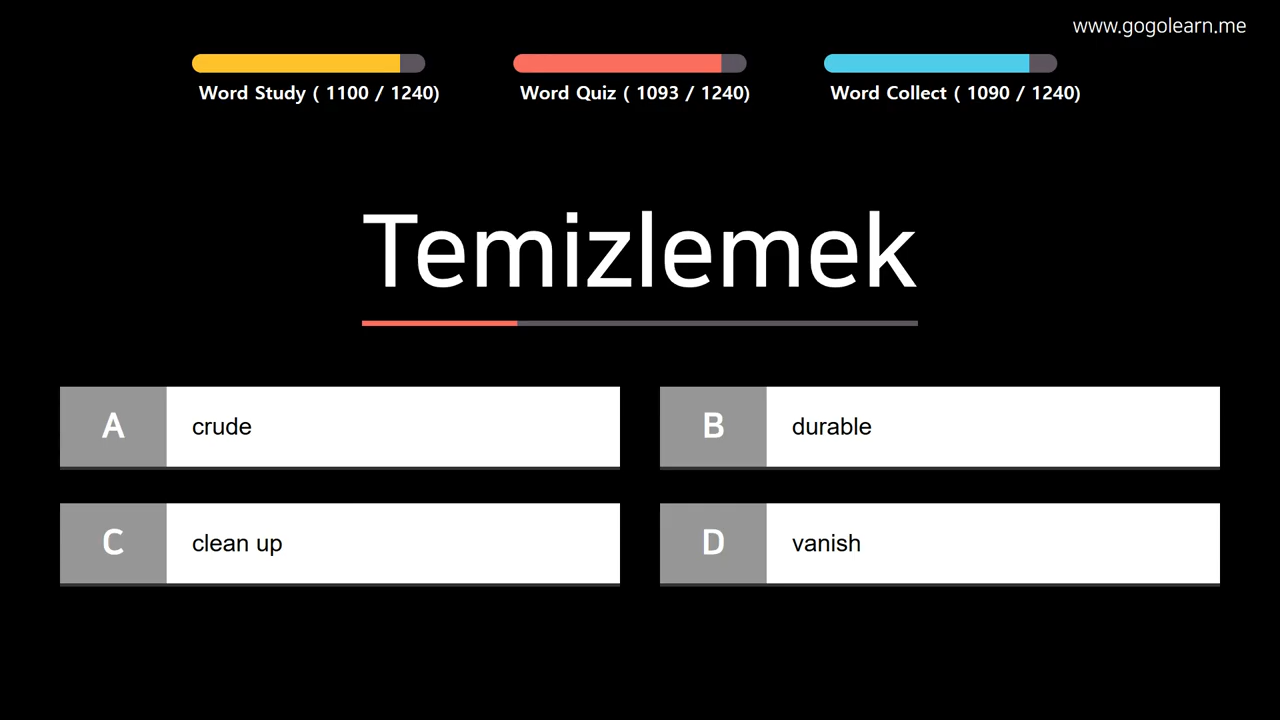 www.gogolearn.me
Word Study ( 1100 / 1240)
Word Quiz ( 1093 / 1240)
Word Collect ( 1090 / 1240)
Temizlemek
A crude
B durable
C clean up
D vanish